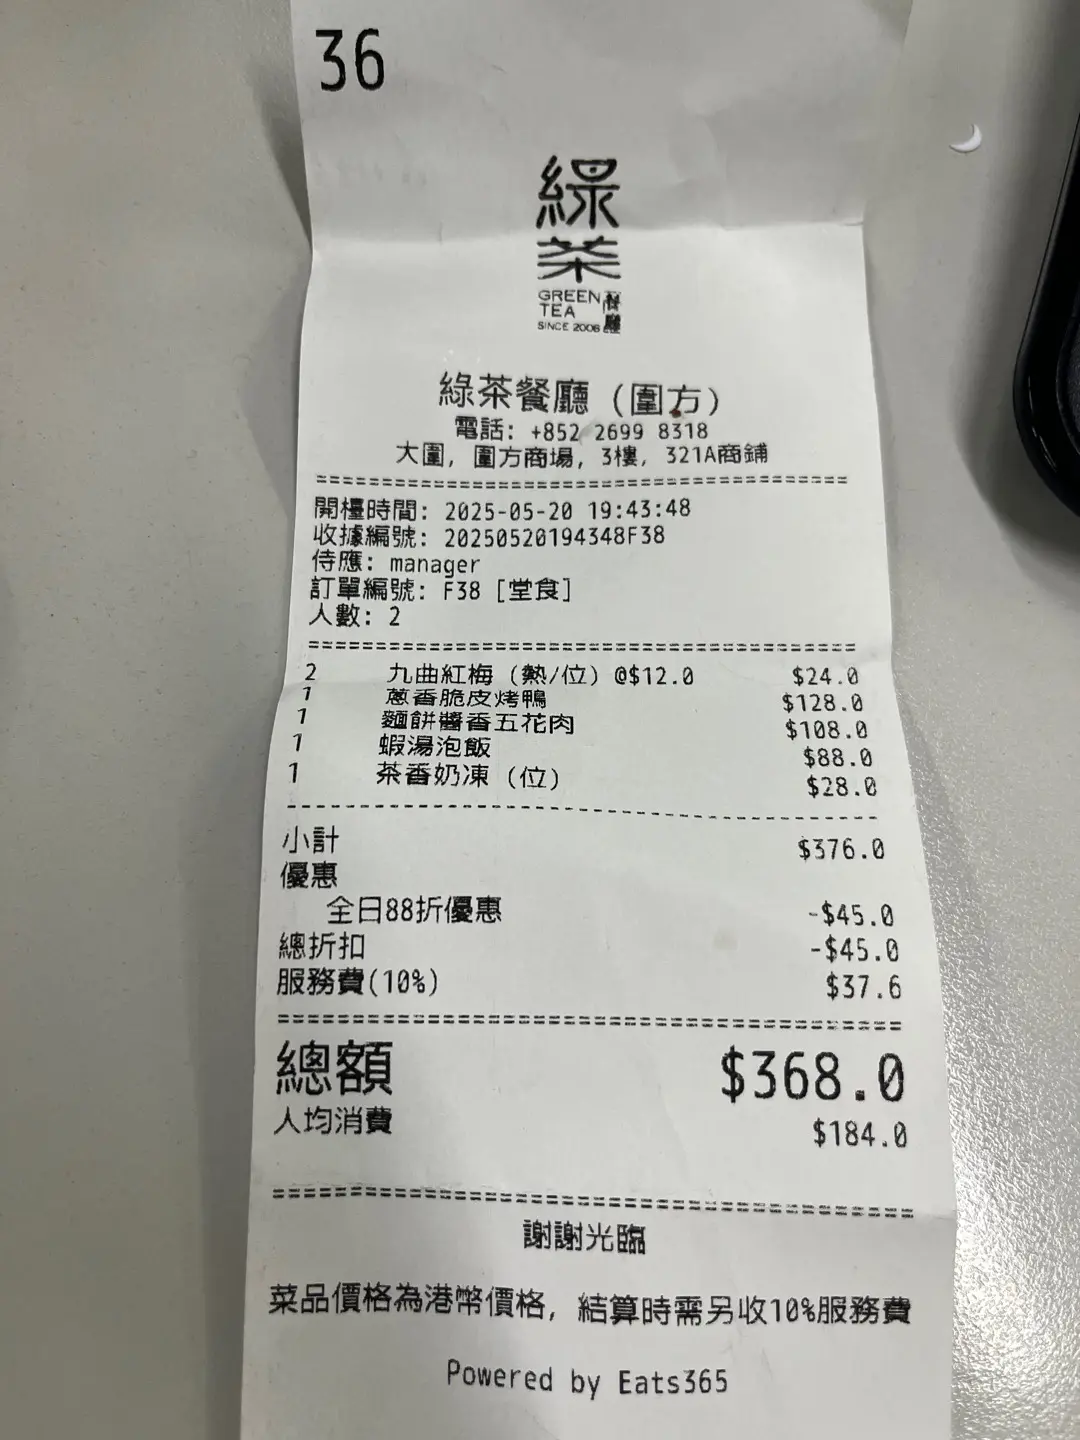 36
綠
茶
GREEN 餐
TEA 廳
SINCE 2006
綠茶餐廳 (圍方)
電話: +852 2699 8318
大圍, 圍方商場, 3樓, 321A商鋪
================================================
開檯時間: 2025-05-20 19:43:48
收據編號: 20250520194348F38
侍應: manager
訂單編號: F38 [堂食]
人數: 2
================================================
2 九曲紅梅 (熱/位) @$12.0 $24.0
1 蔥香脆皮烤鴨 $128.0
1 麵餅醬香五花肉 $108.0
1 蝦湯泡飯 $88.0
1 茶香奶凍 (位) $28.0
------------------------------------------------
小計 $376.0
優惠
全日88折優惠 -$45.0
總折扣 -$45.0
服務費(10%) $37.6
================================================
總額 $368.0
人均消費 $184.0
================================================
謝謝光臨
菜品價格為港幣價格, 結算時需另收10%服務費
Powered by Eats365